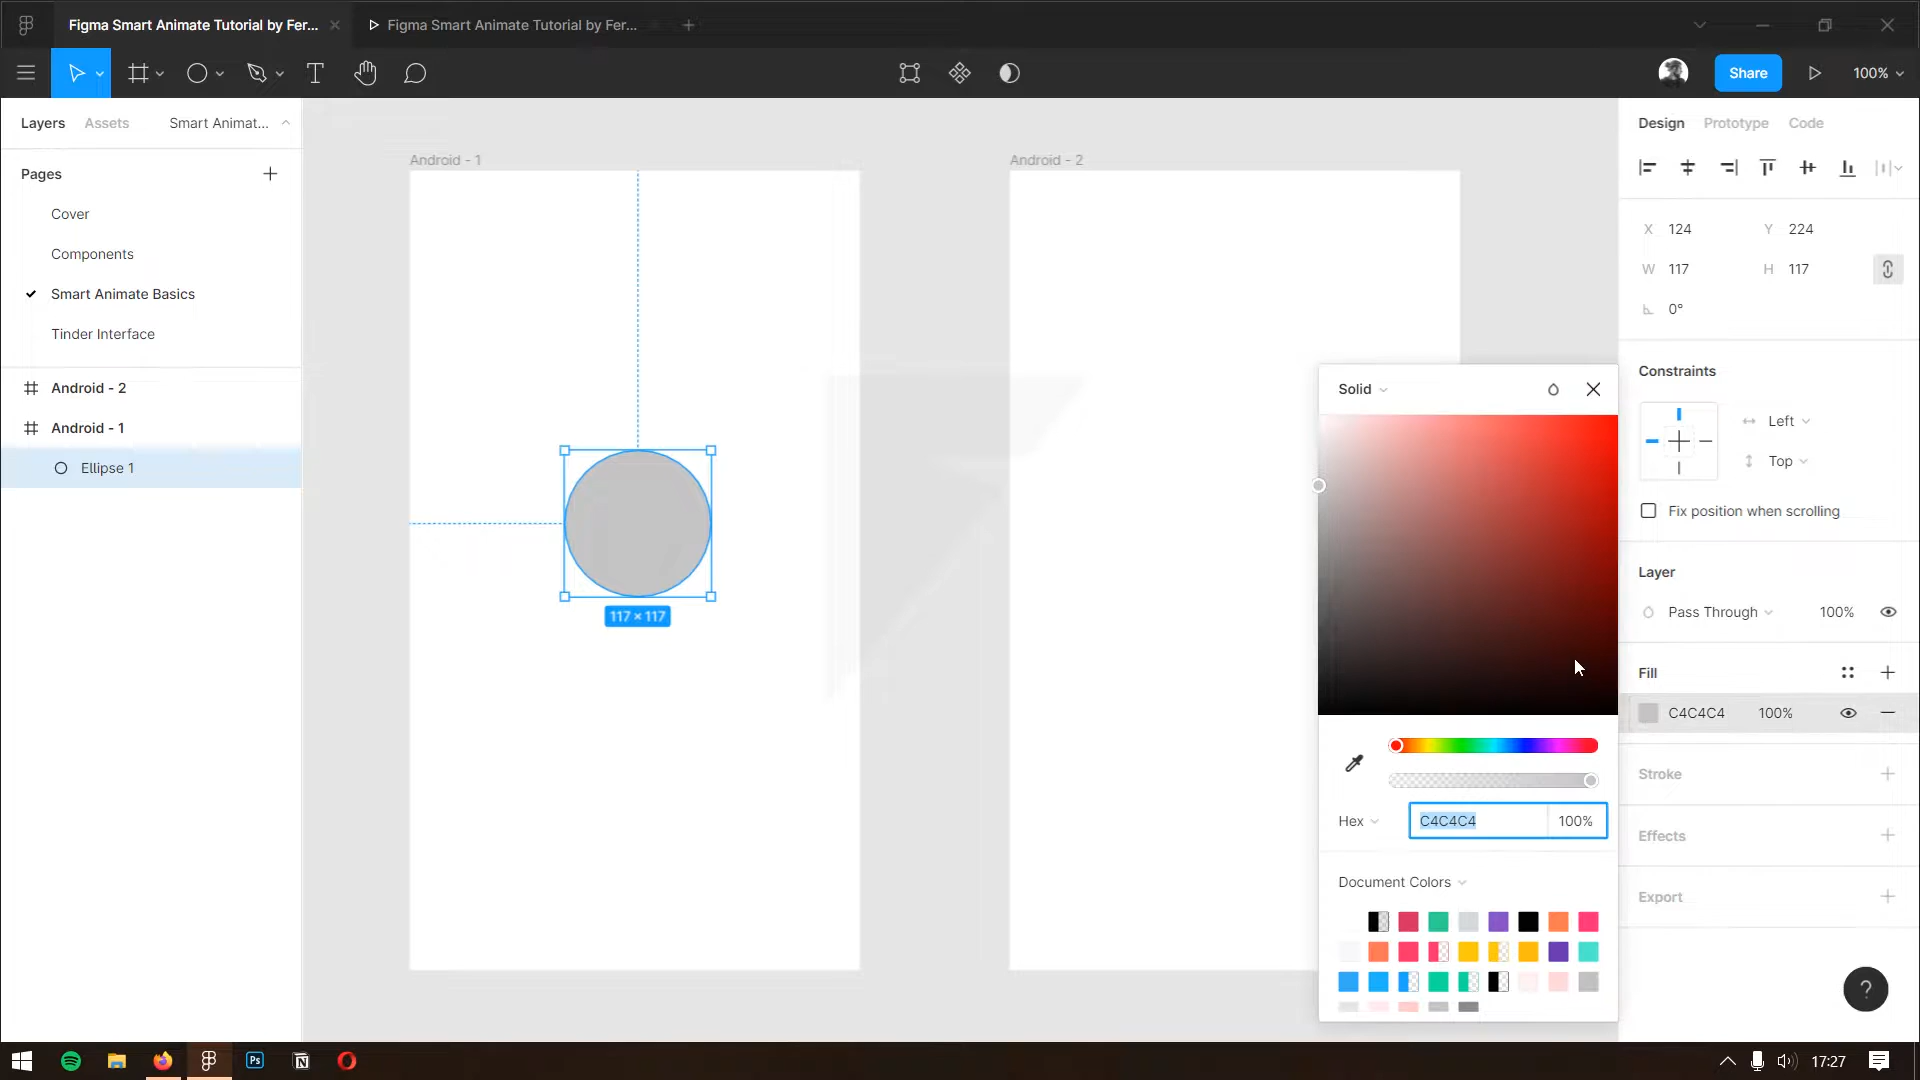 Figma Smart Animate Tutorial by Fer...
Figma Smart Animate Tutorial by Fer...
Share
100%
Layers
Assets
Smart Animat...
Pages
Cover
Components
Smart Animate Basics
Tinder Interface
Android - 2
Android - 1
Ellipse 1
Android - 1
117 × 117
Android - 2
Solid
Hex
C4C4C4
100%
Document Colors
Design
Prototype
Code
X 124
Y 224
W 117
H 117
0°
Constraints
Left
Top
Fix position when scrolling
Layer
Pass Through
100%
Fill
C4C4C4
100%
Stroke
Effects
Export
?
Ps
N
17:27